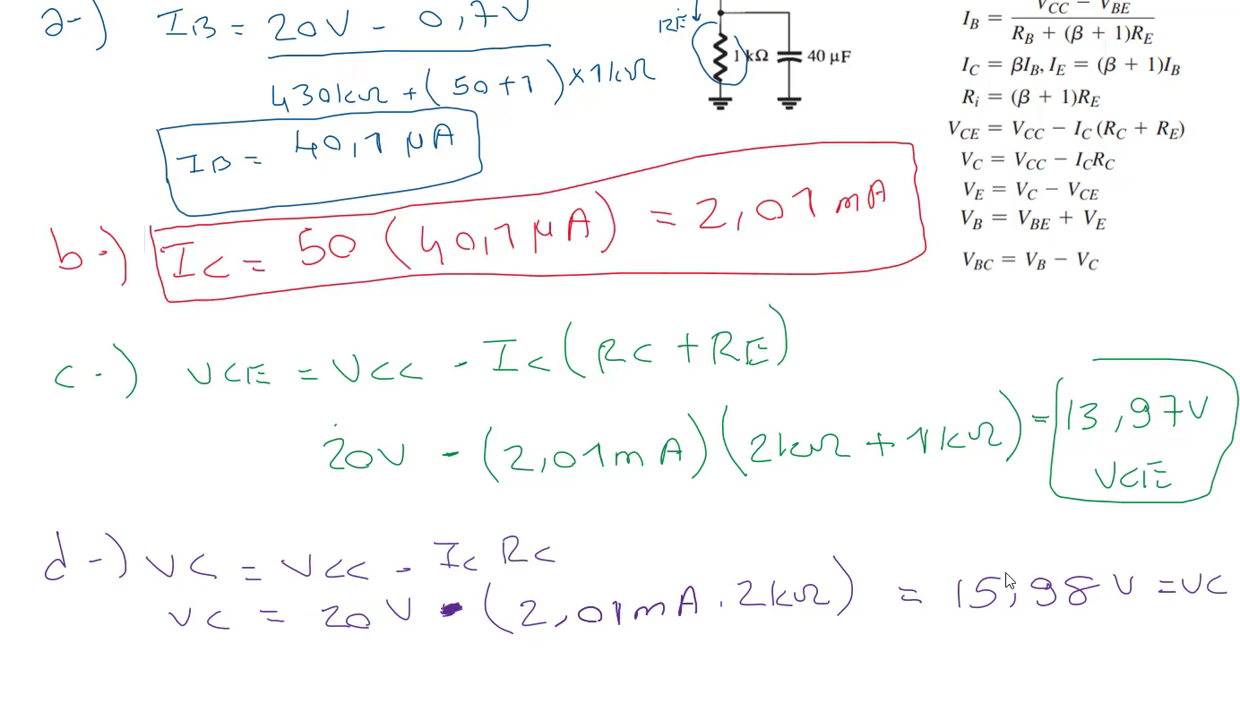 a-) IB = 20V - 0,7V
430kΩ + (50+1) x 1kΩ
IB = 40,1 μA
b-) IC = 50 (40,1 μA) = 2,01 mA
c-) VCE = VCC - IC (RC + RE)
20V - (2,01mA) (2kΩ + 1kΩ) = 13,97V
VCE
d-) VC = VCC - IC RC
VC = 20V - (2,01mA . 2kΩ) = 15,98 V = VC
RE
1 kΩ
40 μF
VCC − VBE
IB = RB + (β + 1)RE
IC = βIB, IE = (β + 1)IB
Ri = (β + 1)RE
VCE = VCC − IC (RC + RE)
VC = VCC − ICRC
VE = VC − VCE
VB = VBE + VE
VBC = VB − VC